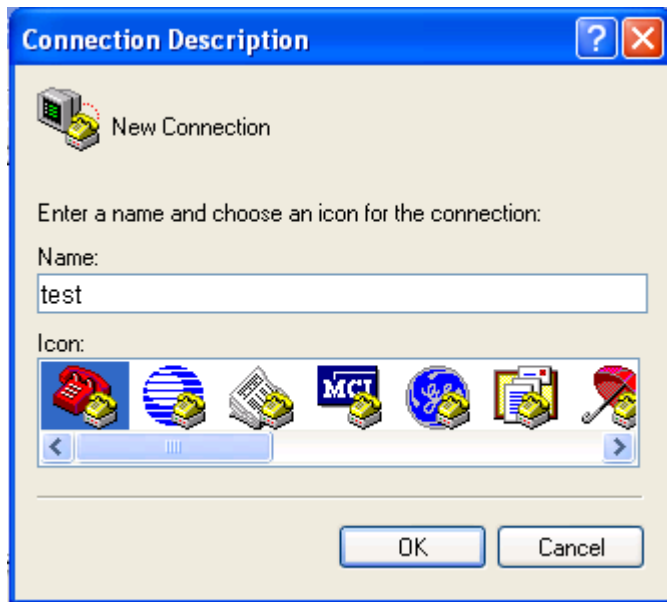 Connection Description
New Connection
Enter a name and choose an icon for the connection:
Name:
test
Icon:
MCI
OK
Cancel